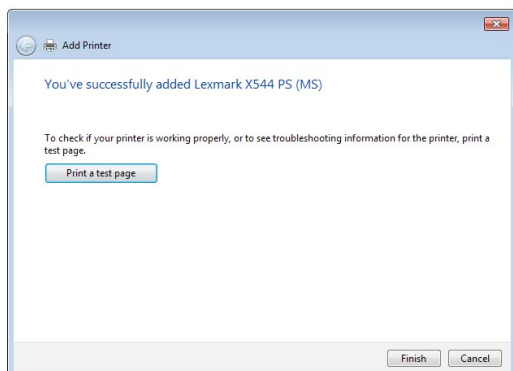 Add Printer
You've successfully added Lexmark X544 PS (MS)
To check if your printer is working properly, or to see troubleshooting information for the printer, print a
test page.
Print a test page
Finish Cancel